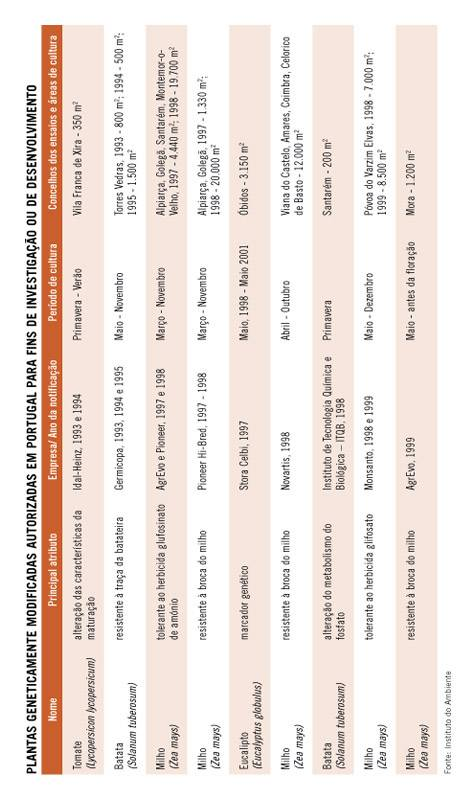 PLANTAS GENETICAMENTE MODIFICADAS AUTORIZADAS EM PORTUGAL PARA FINS DE INVESTIGAÇÃO OU DE DESENVOLVIMENTO
Nome Principal atributo Empresa/ Ano da notificação Período de cultura Concelhos dos ensaios e áreas de cultura
Tomate alteração das características da Idal-Heinz, 1993 e 1994 Primavera - Verão Vila Franca de Xira - 350 m²
(Lycopersicon lycopersicum) maturação
Batata resistente à traça da batateira Germicopa, 1993, 1994 e 1995 Maio - Novembro Torres Vedras, 1993 - 800 m²; 1994 - 500 m²;
(Solanum tuberosum) 1995 - 1.500 m²
Milho tolerante ao herbicida glufosinato AgrEvo e Pioneer, 1997 e 1998 Março - Novembro Alpiarça, Golegã, Santarém, Montemor-o-
(Zea mays) de amónio Velho, 1997 - 4.440 m²; 1998 - 19.700 m²
Milho resistente à broca do milho Pioneer Hi-Bred, 1997 - 1998 Março - Novembro Alpiarça, Golegã, 1997 - 1.330 m²;
(Zea mays) 1998 - 20.000 m²
Eucalipto marcador genético Stora Celbi, 1997 Maio, 1998 - Maio 2001 Óbidos - 3.150 m²
(Eucalyptus globulus)
Milho resistente à broca do milho Novartis, 1998 Abril - Outubro Viana do Castelo, Amares, Coimbra, Celorico
(Zea mays) de Basto - 12.000 m²
Batata alteração do metabolismo do Instituto de Tecnologia Química e Primavera Santarém - 200 m²
(Solanum tuberosum) fosfato Biológica – ITQB, 1998
Milho tolerante ao herbicida glifosato Monsanto, 1998 e 1999 Maio - Dezembro Póvoa do Varzim Elvas, 1998 - 7.000 m²;
(Zea mays) 1999 - 8.500 m²
Milho resistente à broca do milho AgrEvo, 1999 Maio - antes da floração Mora - 1.200 m²
(Zea mays)
Fonte: Instituto do Ambiente